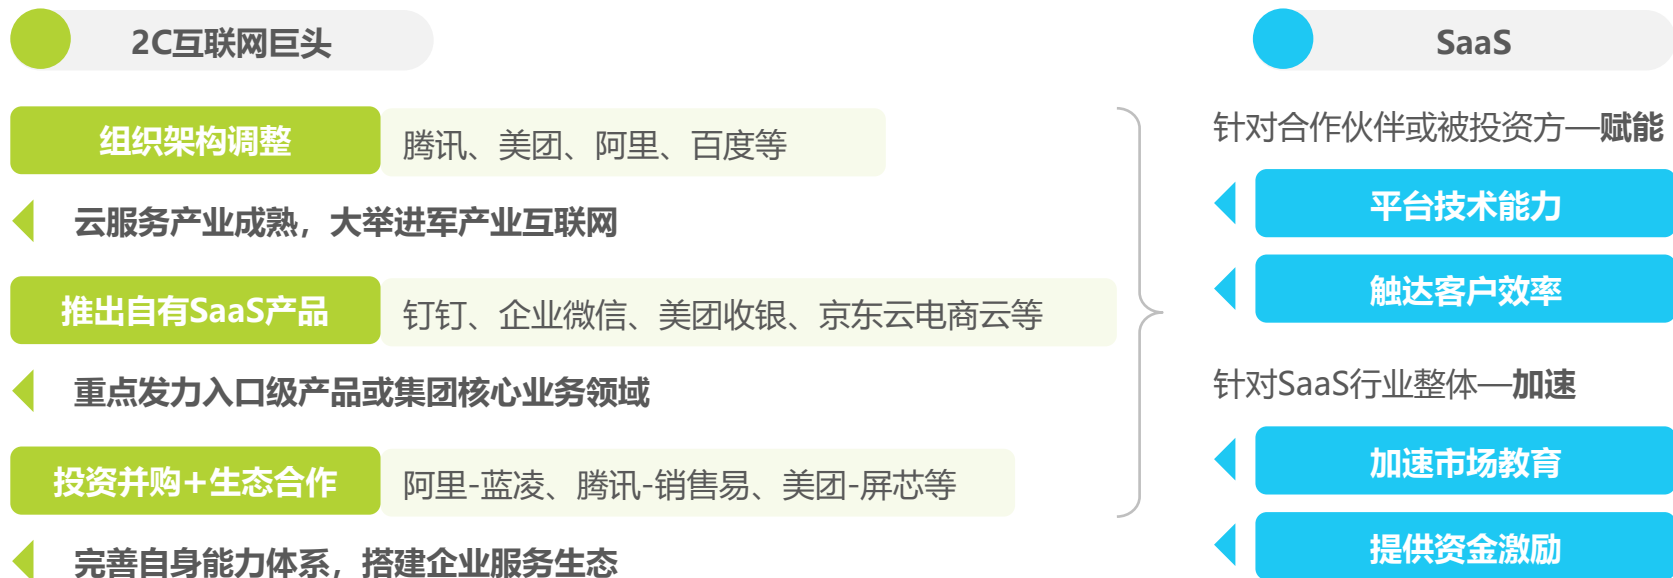 2C互联网巨头
组织架构调整
腾讯、美团、阿里、百度等
云服务产业成熟，大举进军产业互联网
推出自有SaaS产品
钉钉、企业微信、美团收银、京东云电商云等
重点发力入口级产品或集团核心业务领域
投资并购+生态合作
阿里-蓝凌、腾讯-销售易、美团-屏芯等
完善自身能力体系，搭建企业服务生态
SaaS
针对合作伙伴或被投资方—赋能
平台技术能力
触达客户效率
针对SaaS行业整体—加速
加速市场教育
提供资金激励